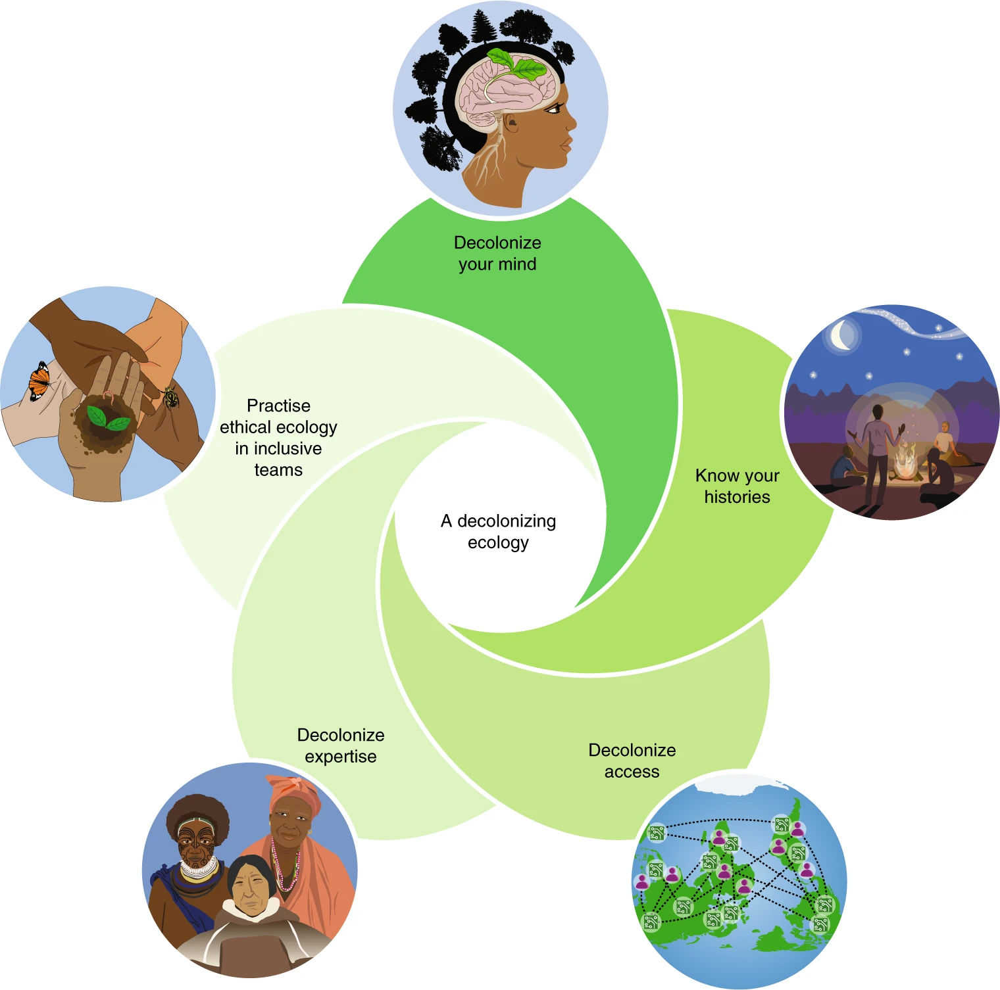 Decolonize
your mind
Know your
histories
Decolonize
access
Decolonize
expertise
Practise
ethical ecology
in inclusive
teams
A decolonizing
ecology